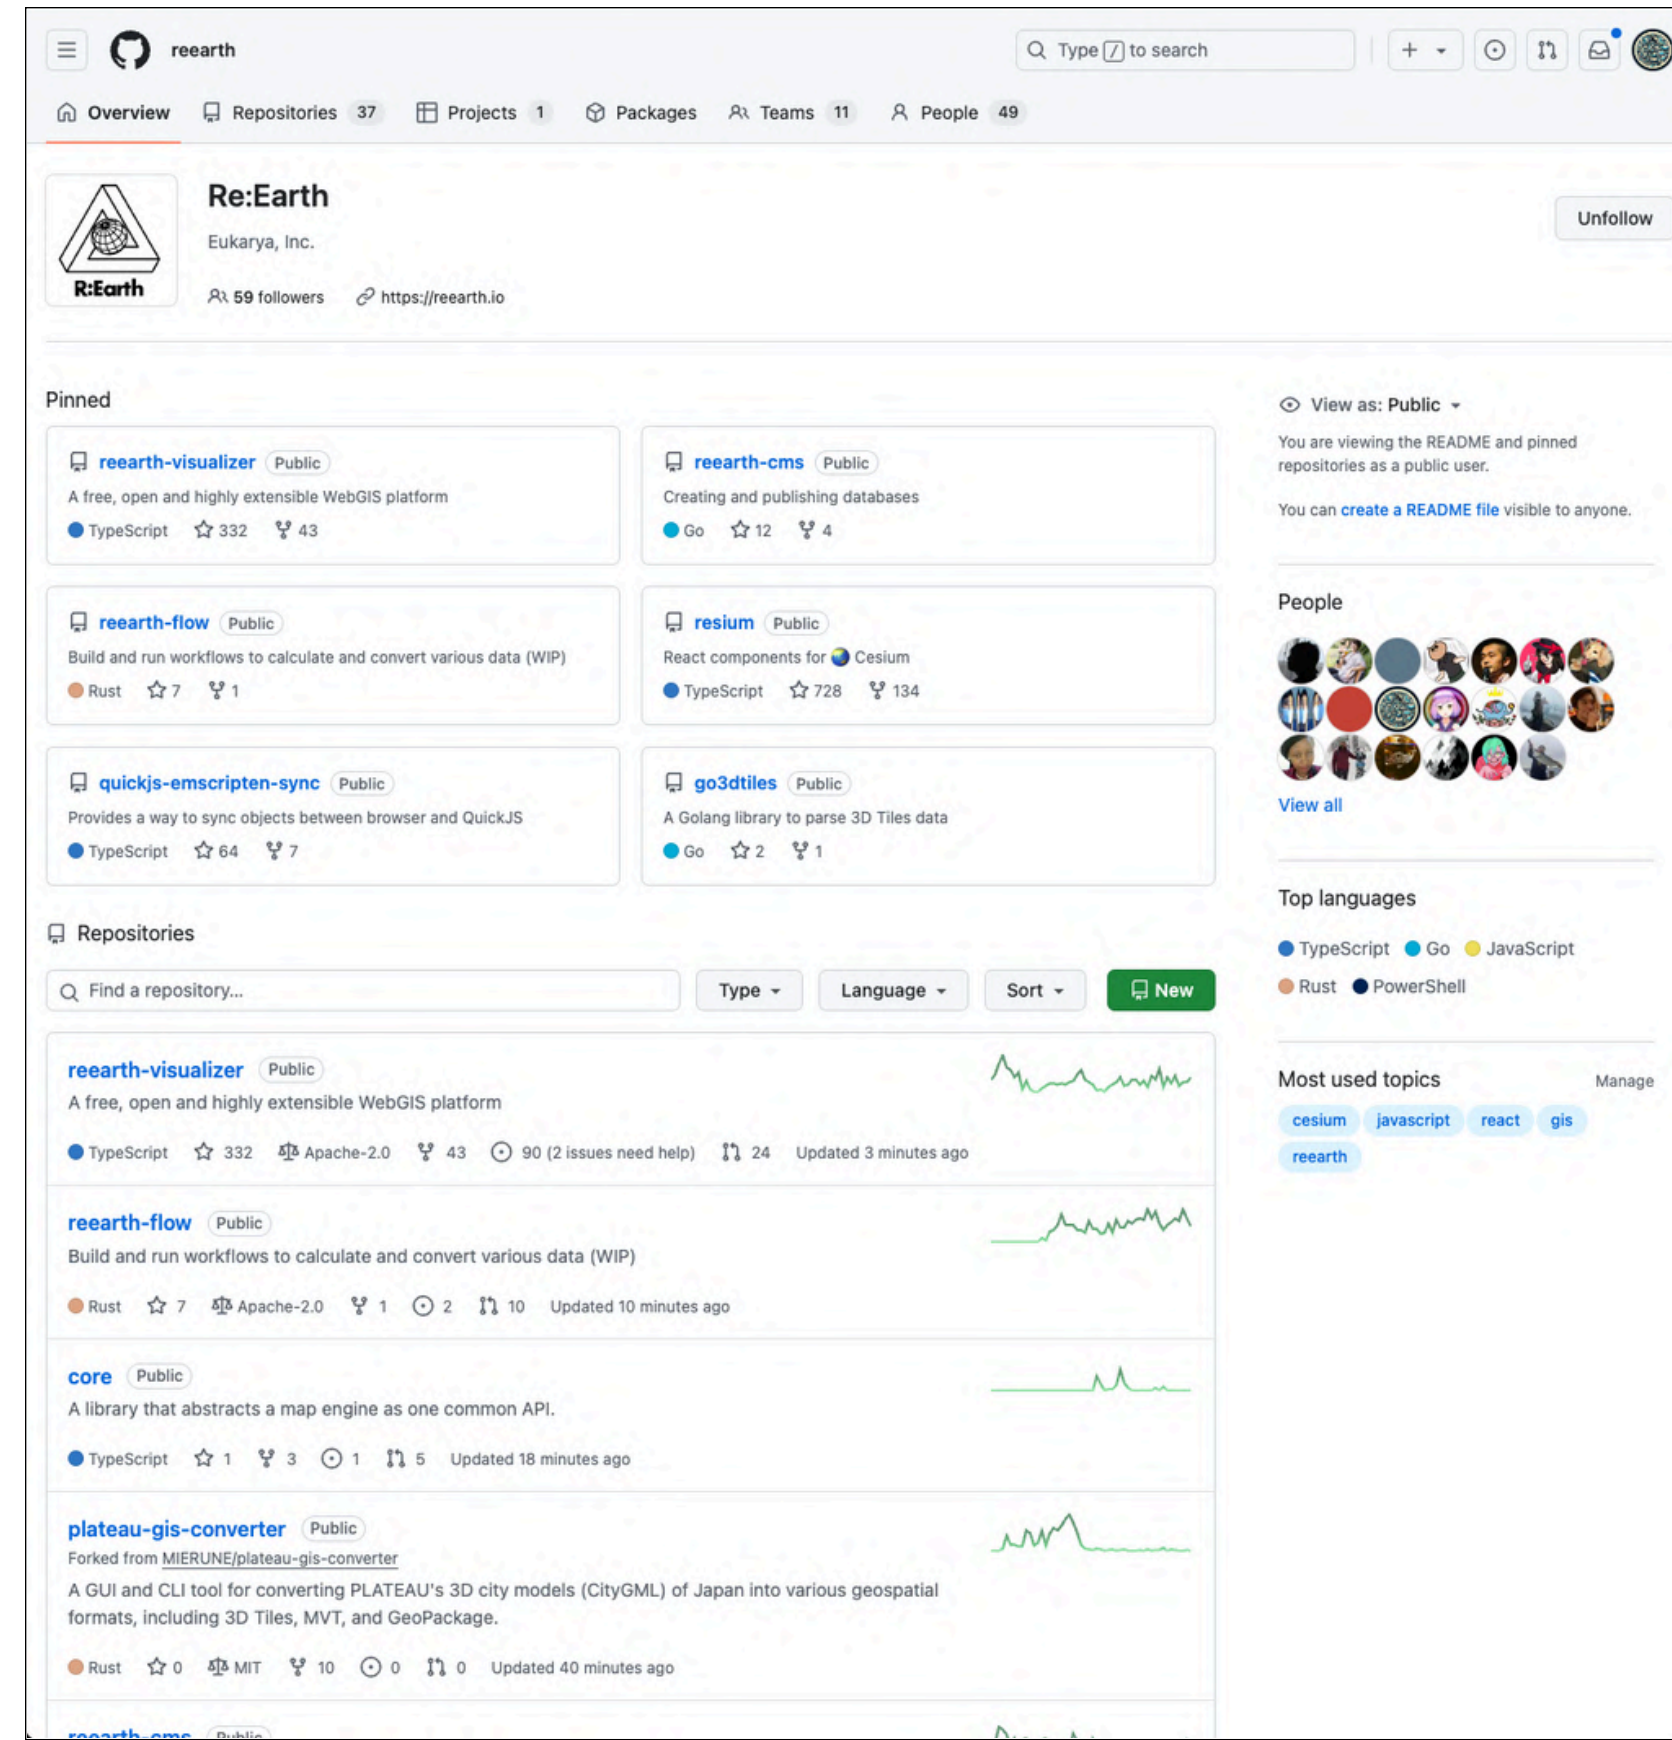 reearth
Type / to search
Overview Repositories 37 Projects 1 Packages Teams 11 People 49
R:Earth
Re:Earth
Eukarya, Inc.
59 followers https://reearth.io
Unfollow
Pinned
reearth-visualizer Public
A free, open and highly extensible WebGIS platform
TypeScript 332 43
reearth-cms Public
Creating and publishing databases
Go 12 4
reearth-flow Public
Build and run workflows to calculate and convert various data (WIP)
Rust 7 1
resium Public
React components for 🌏 Cesium
TypeScript 728 134
quickjs-emscripten-sync Public
Provides a way to sync objects between browser and QuickJS
TypeScript 64 7
go3dtiles Public
A Golang library to parse 3D Tiles data
Go 2 1
Repositories
Find a repository...
Type Language Sort New
reearth-visualizer Public
A free, open and highly extensible WebGIS platform
TypeScript 332 Apache-2.0 43 90 (2 issues need help) 24 Updated 3 minutes ago
reearth-flow Public
Build and run workflows to calculate and convert various data (WIP)
Rust 7 Apache-2.0 1 2 10 Updated 10 minutes ago
core Public
A library that abstracts a map engine as one common API.
TypeScript 1 3 1 5 Updated 18 minutes ago
plateau-gis-converter Public
Forked from MIERUNE/plateau-gis-converter
A GUI and CLI tool for converting PLATEAU's 3D city models (CityGML) of Japan into various geospatial
formats, including 3D Tiles, MVT, and GeoPackage.
Rust 0 MIT 10 0 0 Updated 40 minutes ago
reearth-cms Public
View as: Public
You are viewing the README and pinned
repositories as a public user.
You can create a README file visible to anyone.
People
View all
Top languages
TypeScript Go JavaScript
Rust PowerShell
Most used topics Manage
cesium javascript react gis
reearth